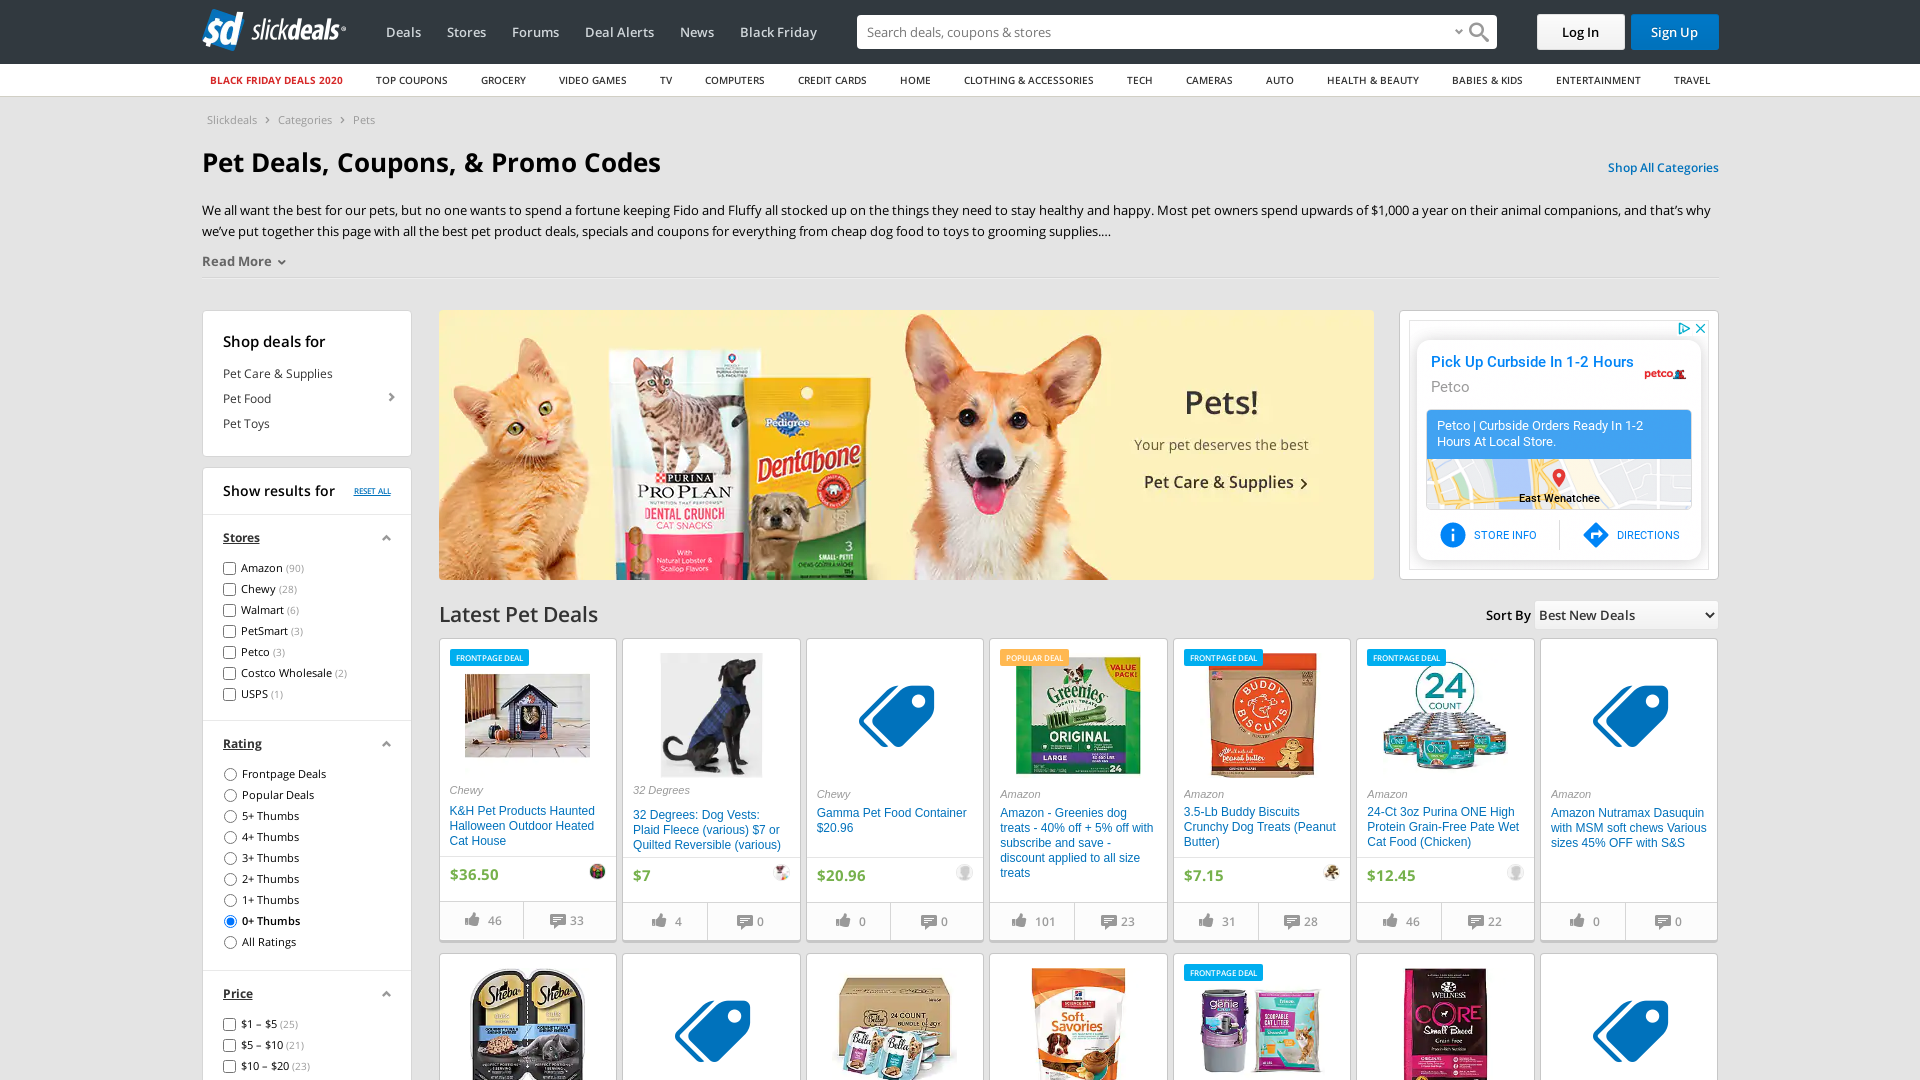 slickdeals
Deals
Stores
Forums
Deal Alerts
News
Black Friday
Search deals, coupons & stores
Log In
Sign Up
BLACK FRIDAY DEALS 2020
TOP COUPONS
GROCERY
VIDEO GAMES
TV
COMPUTERS
CREDIT CARDS
HOME
CLOTHING & ACCESSORIES
TECH
CAMERAS
AUTO
HEALTH & BEAUTY
BABIES & KIDS
ENTERTAINMENT
TRAVEL
Slickdeals > Categories > Pets
Pet Deals, Coupons, & Promo Codes
Shop All Categories
We all want the best for our pets, but no one wants to spend a fortune keeping Fido and Fluffy all stocked up on the things they need to stay healthy and happy. Most pet owners spend upwards of $1,000 a year on their animal companions, and that's why
we've put together this page with all the best pet product deals, specials and coupons for everything from cheap dog food to toys to grooming supplies....
Read More
Shop deals for
Pet Care & Supplies
Pet Food
Pet Toys
Show results for
RESET ALL
Stores
Amazon (90)
Chewy (28)
Walmart (6)
PetSmart (3)
Petco (3)
Costco Wholesale (2)
USPS (1)
Rating
Frontpage Deals
Popular Deals
5+ Thumbs
4+ Thumbs
3+ Thumbs
2+ Thumbs
1+ Thumbs
0+ Thumbs
All Ratings
Price
$1 – $5 (25)
$5 – $10 (21)
$10 – $20 (23)
PURINA
PRO PLAN
DENTAL CRUNCH
CAT SNACKS
With
Natural Lobster &
Scallop Flavors
Pedigree
Dentabone
3
SMALL-PETIT
Pets!
Your pet deserves the best
Pet Care & Supplies
Pick Up Curbside In 1-2 Hours
Petco
petco
Petco | Curbside Orders Ready In 1-2
Hours At Local Store.
East Wenatchee
STORE INFO
DIRECTIONS
Latest Pet Deals
Sort By
Best New Deals
FRONTPAGE DEAL
Chewy
K&H Pet Products Haunted
Halloween Outdoor Heated
Cat House
$36.50
46
33
32 Degrees
32 Degrees: Dog Vests:
Plaid Fleece (various) $7 or
Quilted Reversible (various)
$7
4
0
Chewy
Gamma Pet Food Container
$20.96
$20.96
0
0
POPULAR DEAL
VALUE
PACK!
Greenies
ORIGINAL
LARGE
24
Amazon
Amazon - Greenies dog
treats - 40% off + 5% off with
subscribe and save -
discount applied to all size
treats
101
23
FRONTPAGE DEAL
BUDDY
BISCUITS
peanut butter
Amazon
3.5-Lb Buddy Biscuits
Crunchy Dog Treats (Peanut
Butter)
$7.15
31
28
FRONTPAGE DEAL
24
COUNT
Amazon
24-Ct 3oz Purina ONE High
Protein Grain-Free Pate Wet
Cat Food (Chicken)
$12.45
46
22
Amazon
Amazon Nutramax Dasuquin
with MSM soft chews Various
sizes 45% OFF with S&S
0
0
Sheba
Sheba
24 COUNT
Bella
Bella
Soft
Savories
FRONTPAGE DEAL
genie
SCOOPABLE
CAT LITTER
WELLNESS
CORE
Small Breed
Grain Free